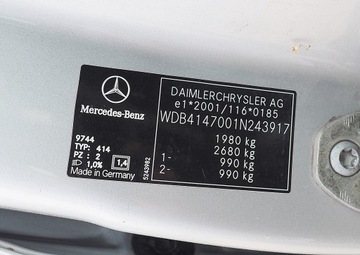 Mercedes-Benz
9744
TYP: 414
PZ : 2
1,0%
1,4
Made in Germany
5243982
DAIMLERCHRYSLER AG
e1*2001/116*0185
WDB4147001N243917
1980 kg
2680 kg
1- 990 kg
2- 990 kg